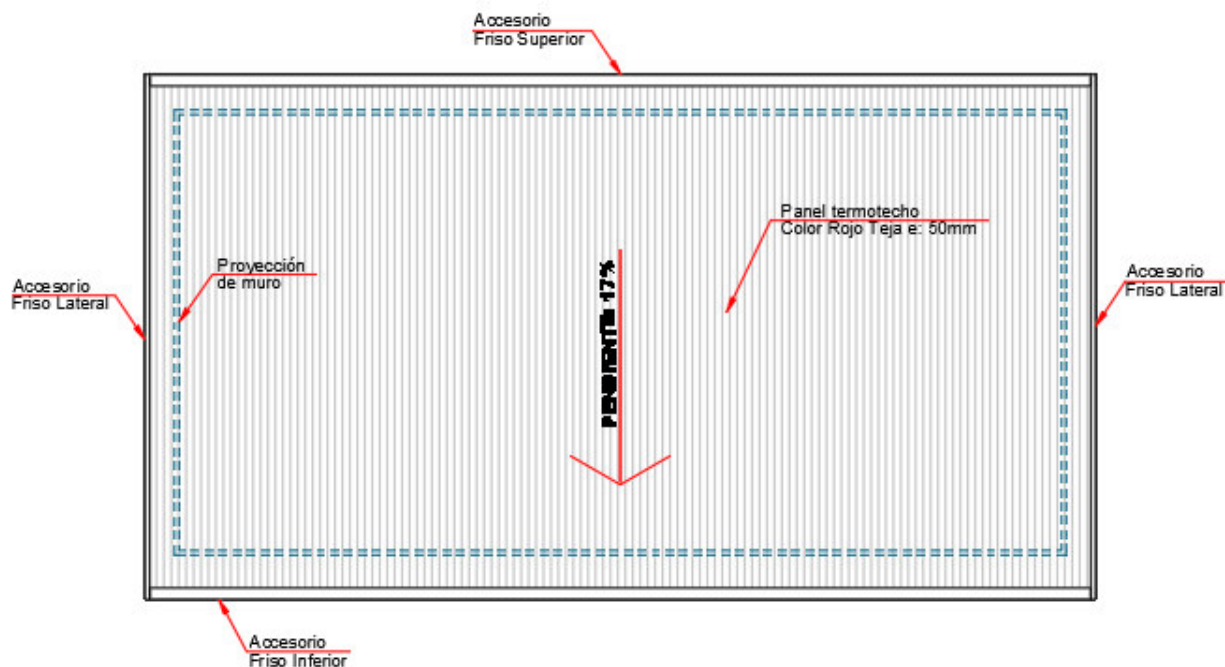 Accesorio
Friso Superior
Panel termotecho
Color Rojo Teja e: 50mm
Proyección
de muro
Accesorio
Friso Lateral
Accesorio
Friso Lateral
PENDIENTE: 17%
Accesorio
Friso Inferior